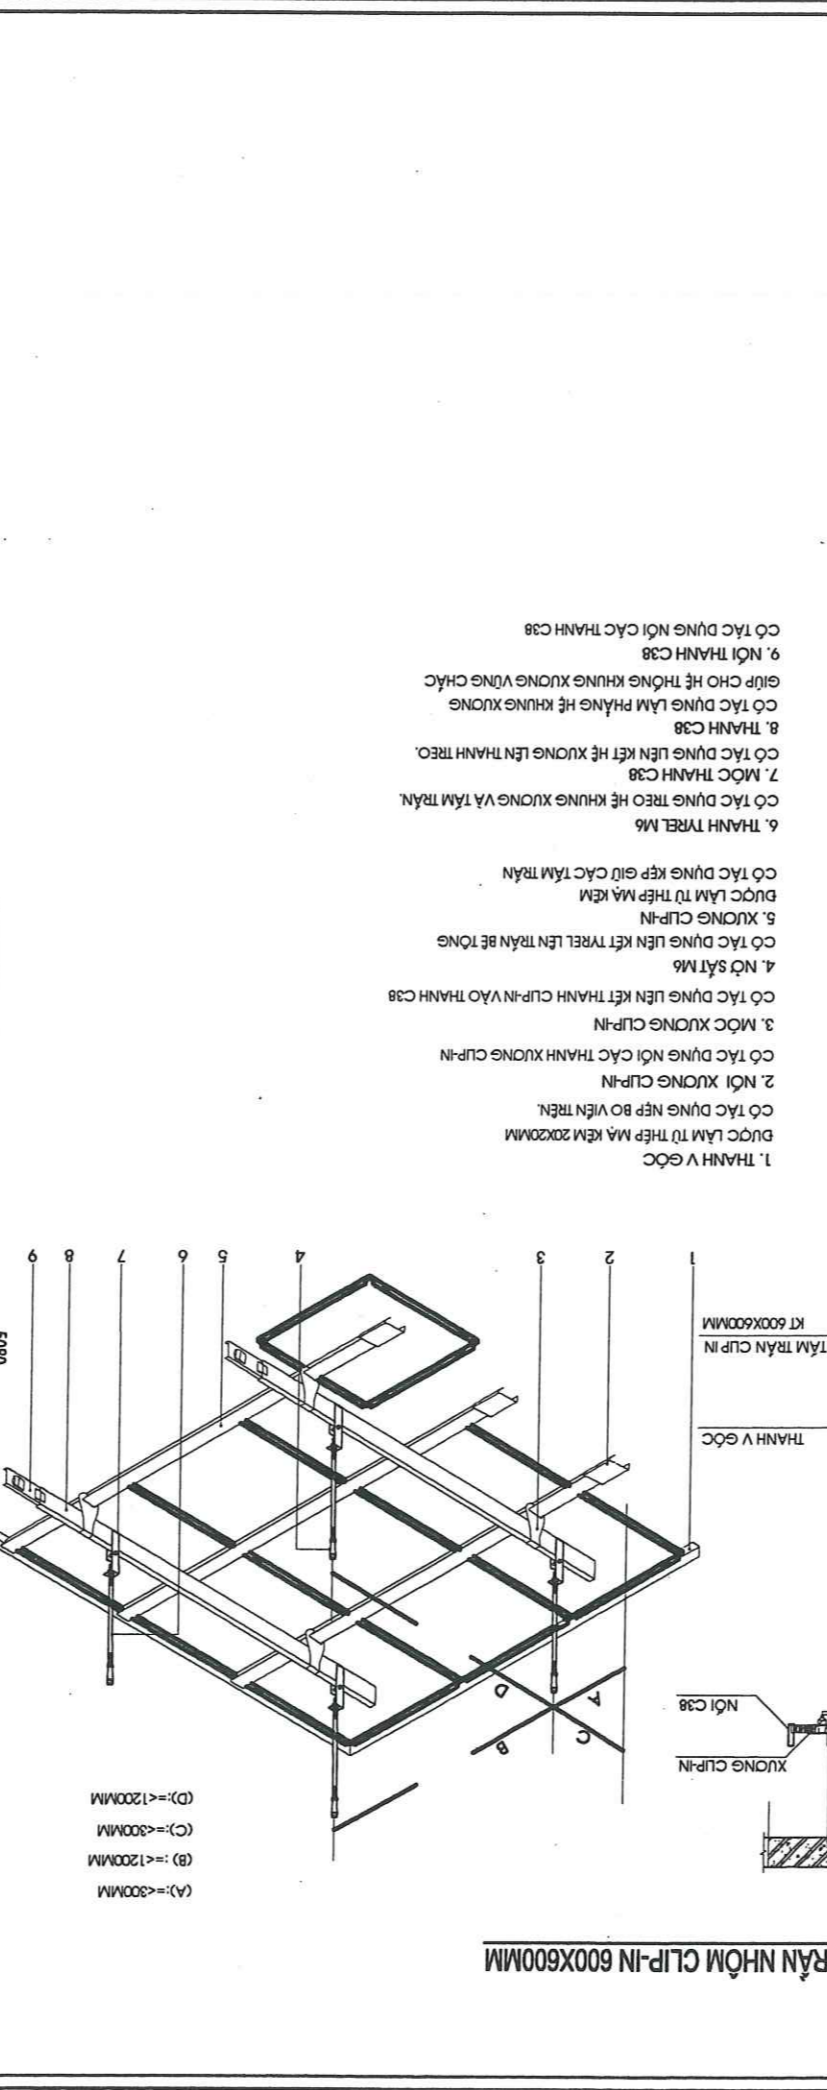 TRẦN NHÔM CLIP-IN 600X600MM
(A):=<300MM
(B) :=<1200MM
(C):=<300MM
(D):=<1200MM
XƯƠNG CLIP-IN
NỐI C38
A
B
C
D
THANH V GÓC
TẤM TRẦN CLIP IN
KT 600X600MM
1
2
3
4
5
6
7
8
9
1. THANH V GÓC
ĐƯỢC LÀM TỪ THÉP MẠ KẼM 20X20MM
CÓ TÁC DỤNG NẸP BO VIỀN TRÊN.
2. NỐI XƯƠNG CLIP-IN
CÓ TÁC DỤNG NỐI CÁC THANH XƯƠNG CLIP-IN
3. MÓC XƯƠNG CLIP-IN
CÓ TÁC DỤNG LIÊN KẾT THANH CLIP-IN VÀO THANH C38
4. NỞ SẮT M6
CÓ TÁC DỤNG LIÊN KẾT TYREL LÊN TRẦN BÊ TÔNG
5. XƯƠNG CLIP-IN
ĐƯỢC LÀM TỪ THÉP MẠ KẼM
CÓ TÁC DỤNG KẸP GIỮ CÁC TẤM TRẦN
6. THANH TYREL M6
CÓ TÁC DỤNG TREO HỆ KHUNG XƯƠNG VÀ TẤM TRẦN.
7. MÓC THANH C38
CÓ TÁC DỤNG LIÊN KẾT HỆ XƯƠNG LÊN THANH TREO.
8. THANH C38
CÓ TÁC DỤNG LÀM PHẲNG HỆ KHUNG XƯƠNG
GIÚP CHO HỆ THỐNG KHUNG XƯƠNG VỮNG CHẮC
9. NỐI THANH C38
CÓ TÁC DỤNG NỐI CÁC THANH C38